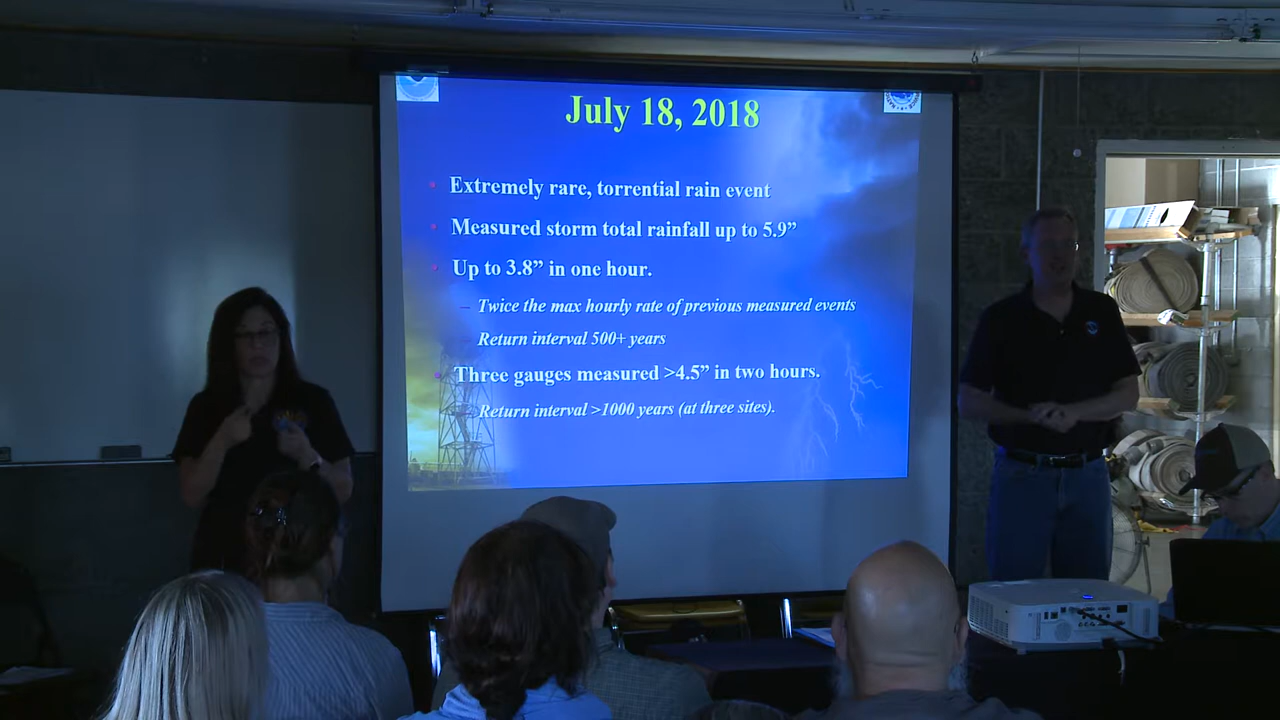 July 18, 2018
Extremely rare, torrential rain event
Measured storm total rainfall up to 5.9”
Up to 3.8” in one hour.
– Twice the max hourly rate of previous measured events
– Return interval 500+ years
Three gauges measured >4.5” in two hours.
Return interval >1000 years (at three sites).